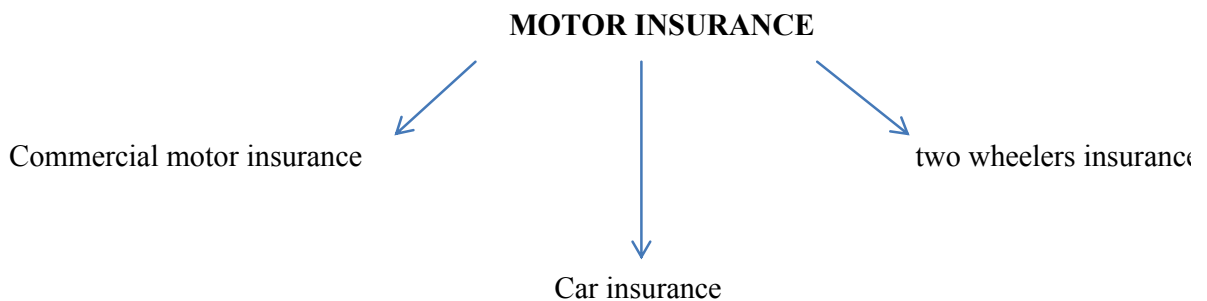 MOTOR INSURANCE
Commercial motor insurance
two wheelers insurance
Car insurance